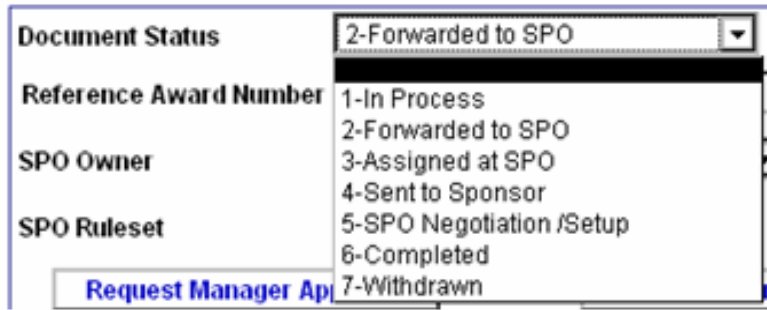 Document Status 2-Forwarded to SPO
Reference Award Number
1-In Process
2-Forwarded to SPO
SPO Owner
3-Assigned at SPO
4-Sent to Sponsor
SPO Ruleset
5-SPO Negotiation /Setup
6-Completed
7-Withdrawn
Request Manager